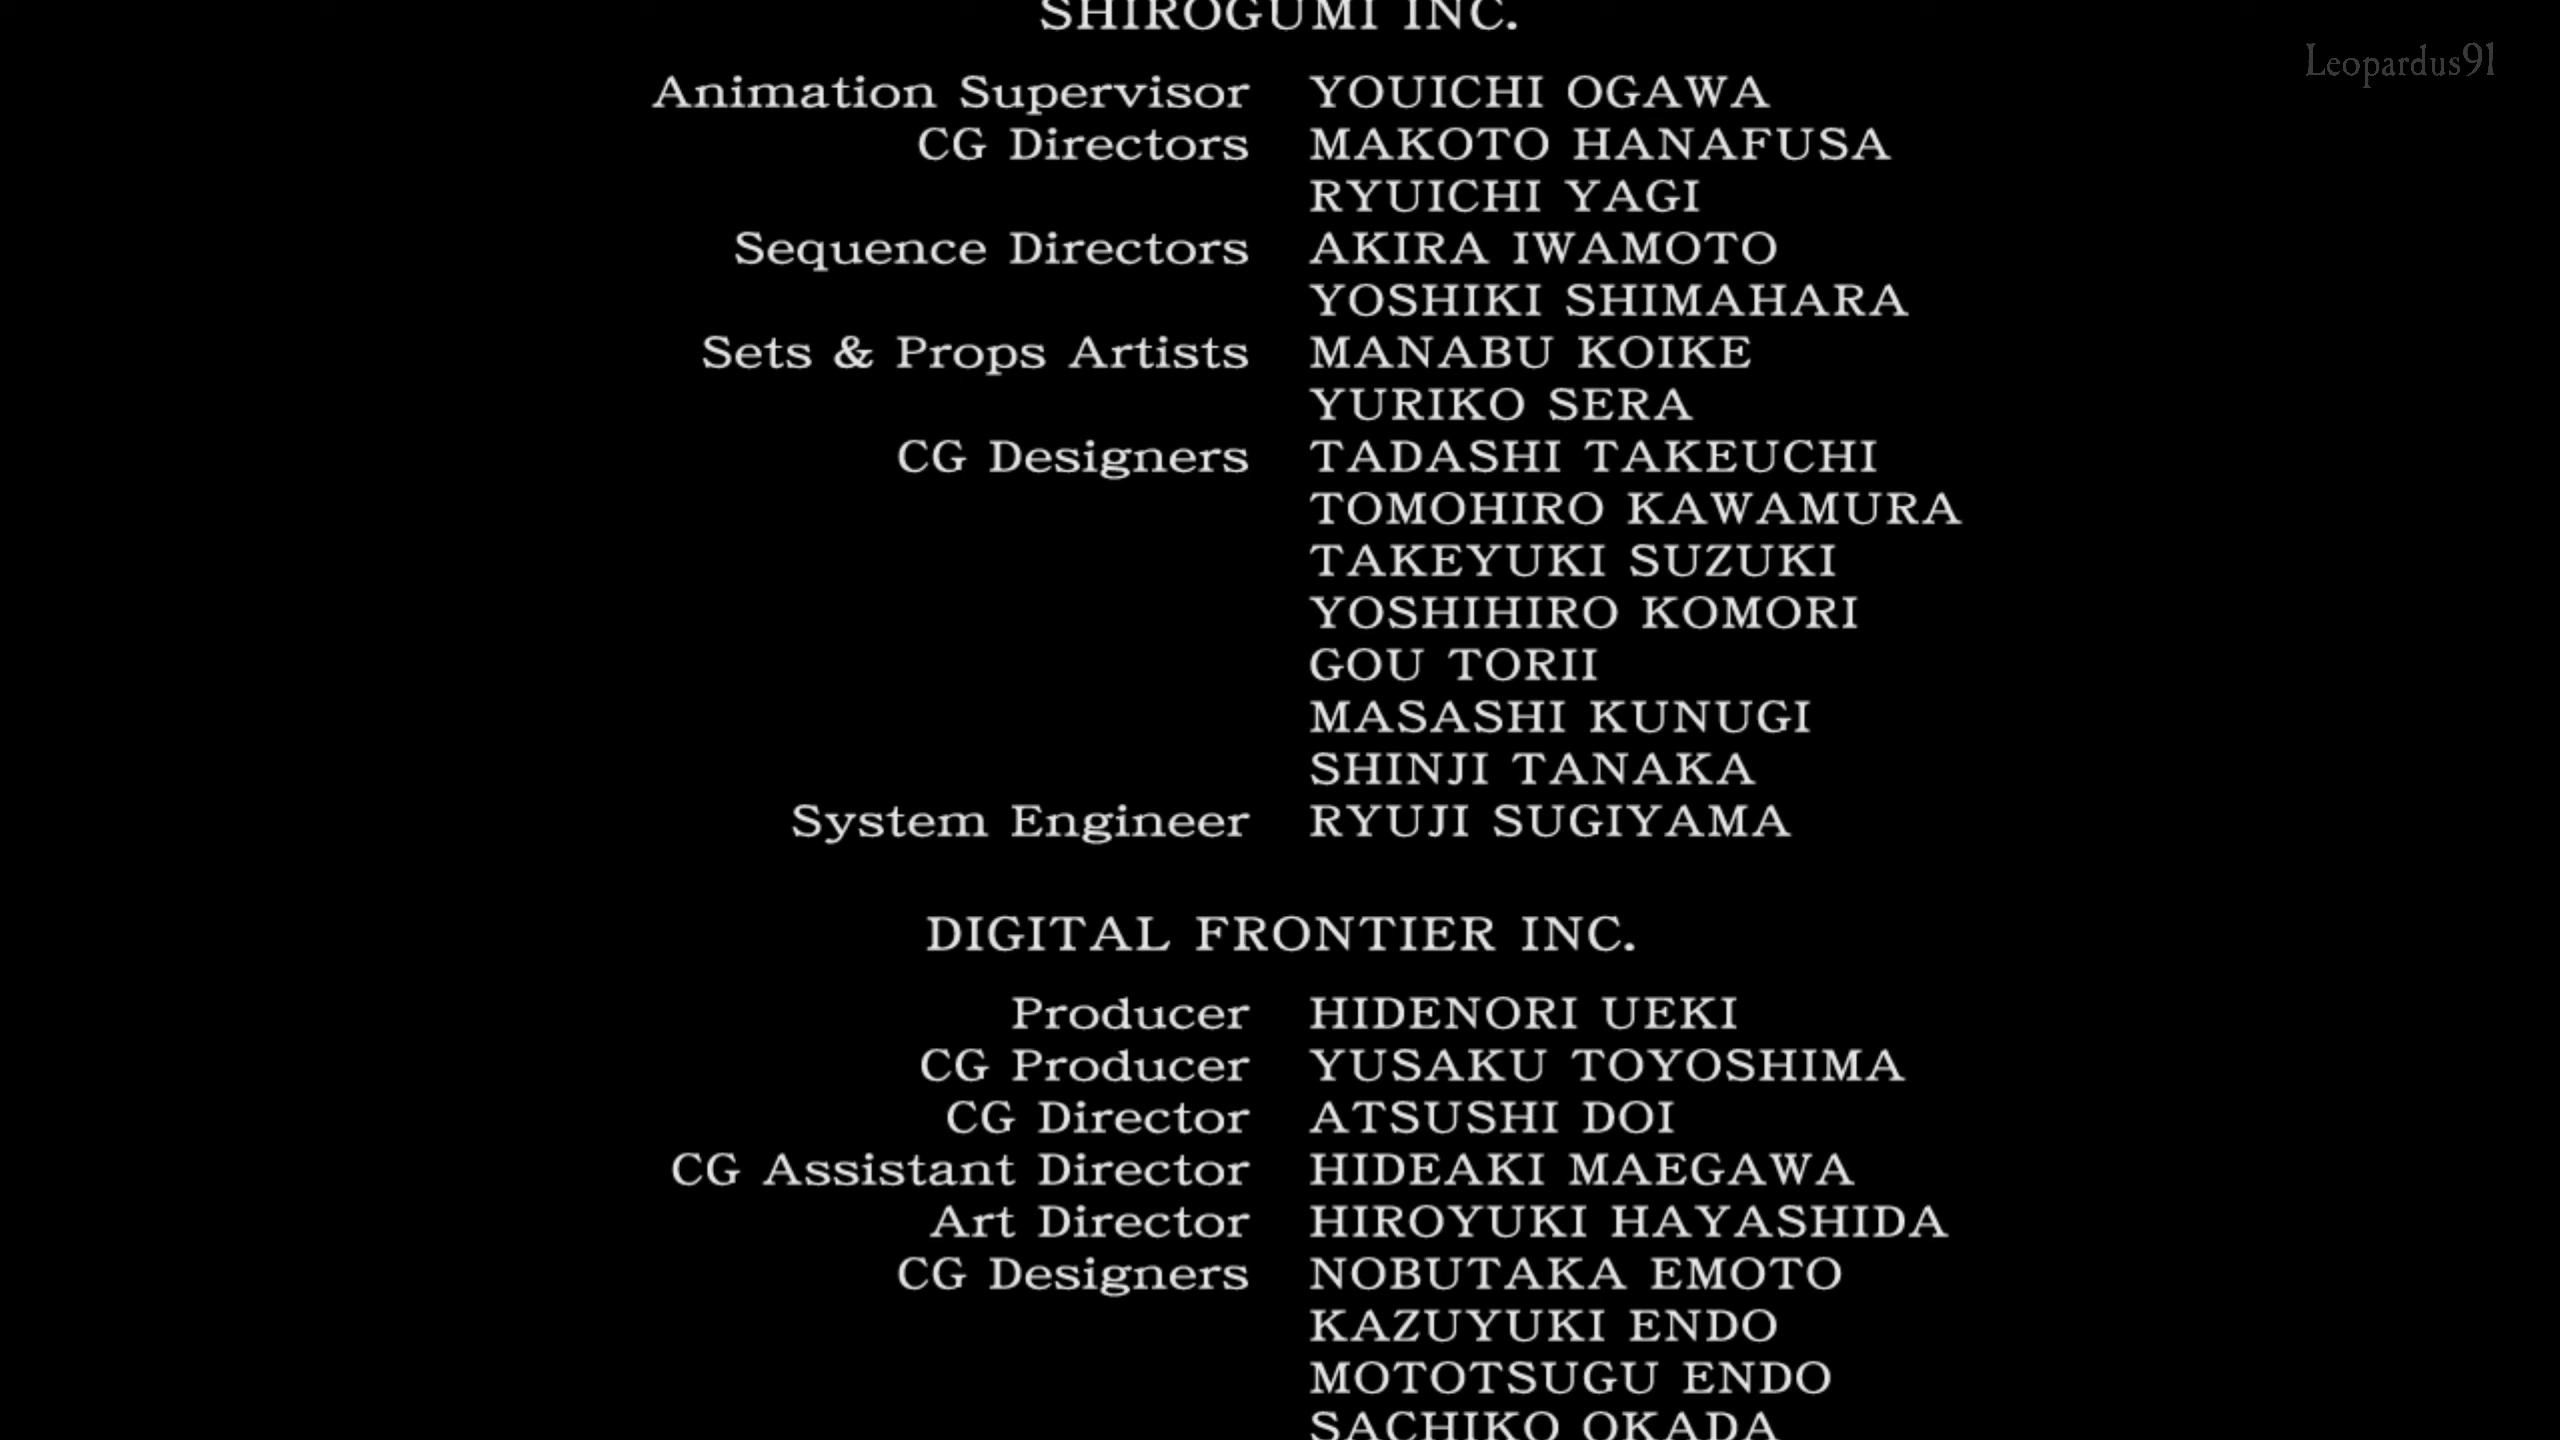 SHIROGUMI INC.
Leopardus91
Animation Supervisor YOUICHI OGAWA
CG Directors MAKOTO HANAFUSA
RYUICHI YAGI
Sequence Directors AKIRA IWAMOTO
YOSHIKI SHIMAHARA
Sets & Props Artists MANABU KOIKE
YURIKO SERA
CG Designers TADASHI TAKEUCHI
TOMOHIRO KAWAMURA
TAKEYUKI SUZUKI
YOSHIHIRO KOMORI
GOU TORII
MASASHI KUNUGI
SHINJI TANAKA
System Engineer RYUJI SUGIYAMA
DIGITAL FRONTIER INC.
Producer HIDENORI UEKI
CG Producer YUSAKU TOYOSHIMA
CG Director ATSUSHI DOI
CG Assistant Director HIDEAKI MAEGAWA
Art Director HIROYUKI HAYASHIDA
CG Designers NOBUTAKA EMOTO
KAZUYUKI ENDO
MOTOTSUGU ENDO
SACHIKO OKADA